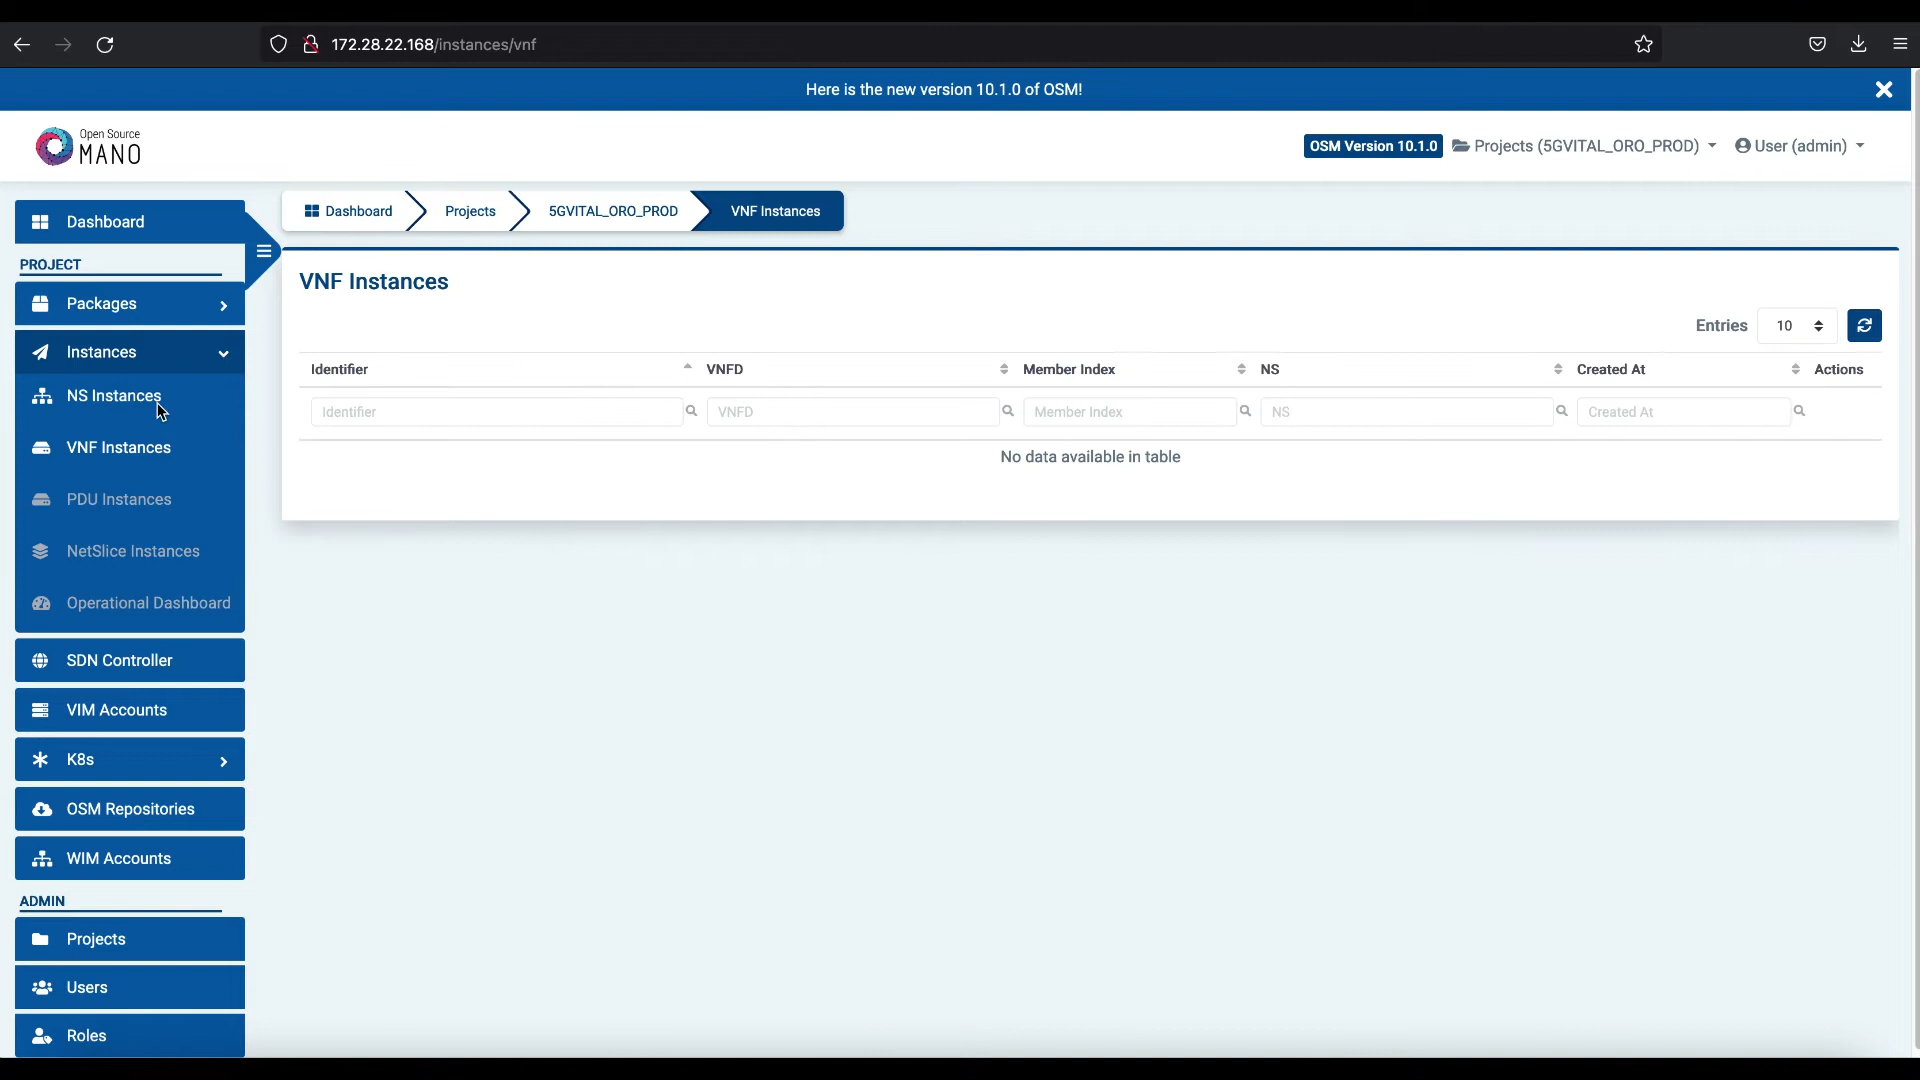 172.28.22.168/instances/vnf
Here is the new version 10.1.0 of OSM!
Open Source
MANO
OSM Version 10.1.0
Projects (5GVITAL_ORO_PROD)
User (admin)
Dashboard
Projects
5GVITAL_ORO_PROD
VNF Instances
Dashboard
PROJECT
Packages
Instances
NS Instances
VNF Instances
PDU Instances
NetSlice Instances
Operational Dashboard
SDN Controller
VIM Accounts
K8s
OSM Repositories
WIM Accounts
ADMIN
Projects
Users
Roles
VNF Instances
Entries 10
Identifier VNFD Member Index NS Created At Actions
Identifier VNFD Member Index NS Created At
No data available in table